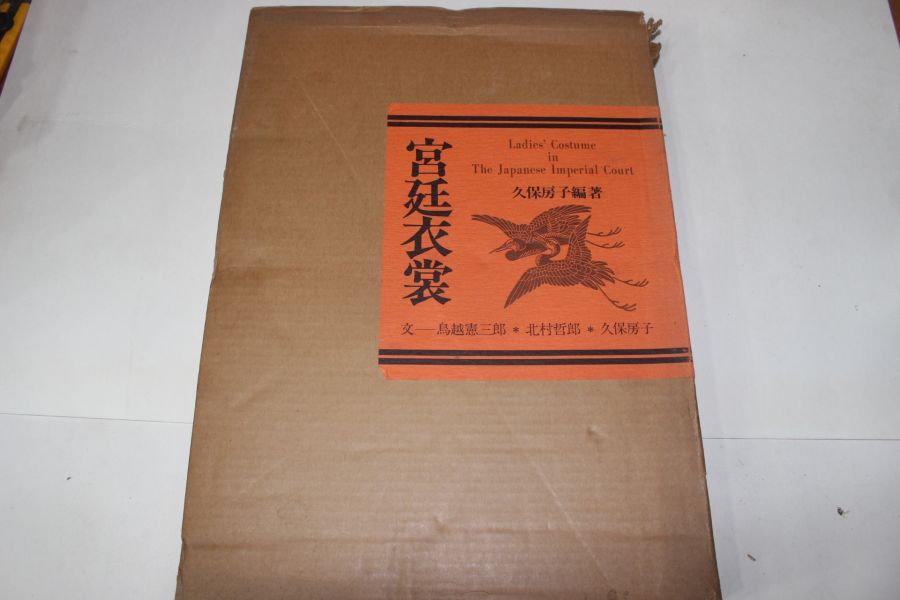 宮廷衣裳
Ladies' Costume
in
The Japanese Imperial Court
久保房子編著
文──鳥越憲三郎＊北村哲郎＊久保房子